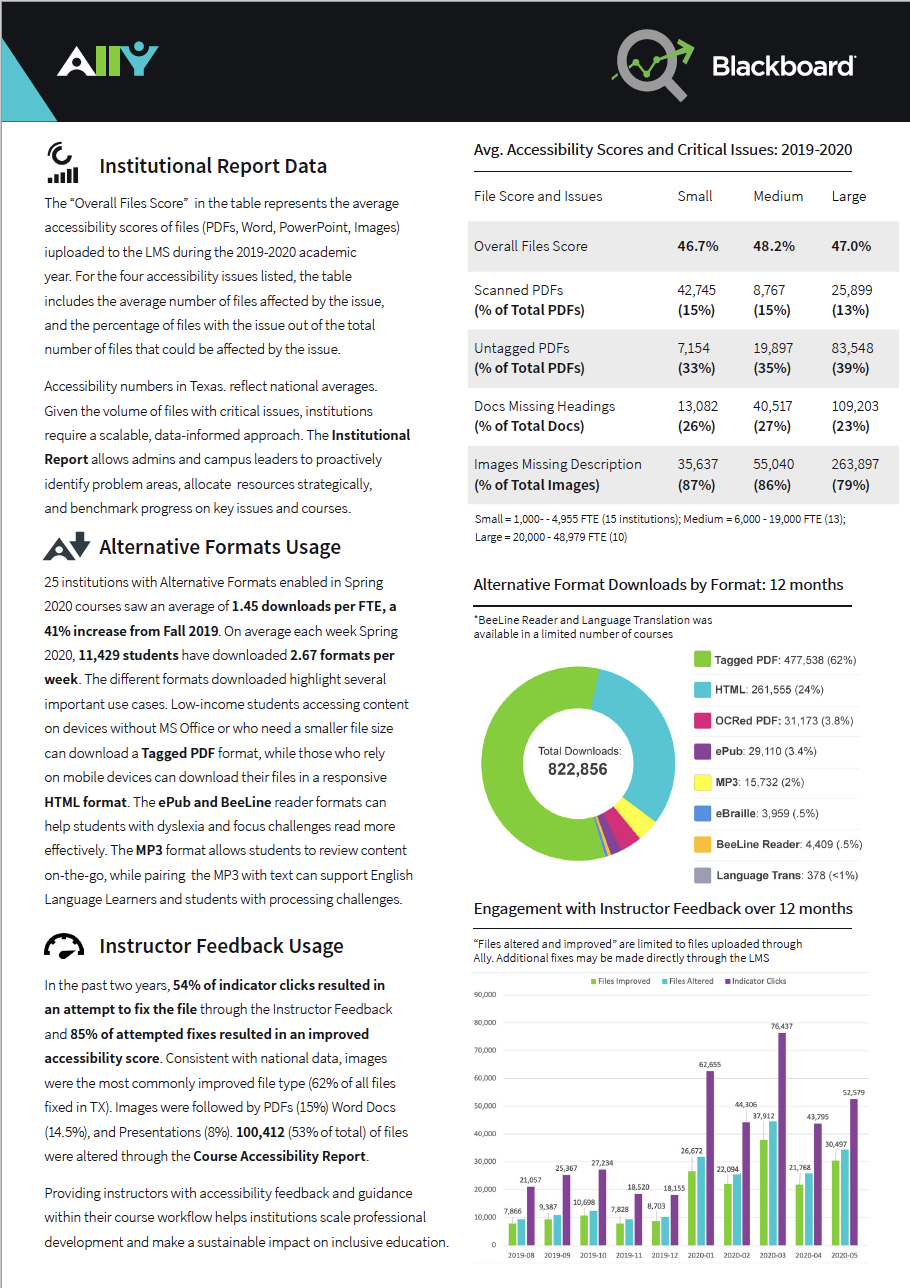 Ally
Blackboard
Institutional Report Data
The “Overall Files Score” in the table represents the average
accessibility scores of files (PDFs, Word, PowerPoint, Images)
iuploaded to the LMS during the 2019-2020 academic
year. For the four accessibility issues listed, the table
includes the average number of files affected by the issue,
and the percentage of files with the issue out of the total
number of files that could be affected by the issue.
Accessibility numbers in Texas. reflect national averages.
Given the volume of files with critical issues, institutions
require a scalable, data-informed approach. The Institutional
Report allows admins and campus leaders to proactively
identify problem areas, allocate resources strategically,
and benchmark progress on key issues and courses.
Alternative Formats Usage
25 institutions with Alternative Formats enabled in Spring
2020 courses saw an average of 1.45 downloads per FTE, a
41% increase from Fall 2019. On average each week Spring
2020, 11,429 students have downloaded 2.67 formats per
week. The different formats downloaded highlight several
important use cases. Low-income students accessing content
on devices without MS Office or who need a smaller file size
can download a Tagged PDF format, while those who rely
on mobile devices can download their files in a responsive
HTML format. The ePub and BeeLine reader formats can
help students with dyslexia and focus challenges read more
effectively. The MP3 format allows students to review content
on-the-go, while pairing the MP3 with text can support English
Language Learners and students with processing challenges.
Instructor Feedback Usage
In the past two years, 54% of indicator clicks resulted in
an attempt to fix the file through the Instructor Feedback
and 85% of attempted fixes resulted in an improved
accessibility score. Consistent with national data, images
were the most commonly improved file type (62% of all files
fixed in TX). Images were followed by PDFs (15%) Word Docs
(14.5%), and Presentations (8%). 100,412 (53% of total) of files
were altered through the Course Accessibility Report.
Providing instructors with accessibility feedback and guidance
within their course workflow helps institutions scale professional
development and make a sustainable impact on inclusive education.
Avg. Accessibility Scores and Critical Issues: 2019-2020
File Score and Issues Small Medium Large
Overall Files Score 46.7% 48.2% 47.0%
Scanned PDFs 42,745 8,767 25,899
(% of Total PDFs) (15%) (15%) (13%)
Untagged PDFs 7,154 19,897 83,548
(% of Total PDFs) (33%) (35%) (39%)
Docs Missing Headings 13,082 40,517 109,203
(% of Total Docs) (26%) (27%) (23%)
Images Missing Description 35,637 55,040 263,897
(% of Total Images) (87%) (86%) (79%)
Small = 1,000- - 4,955 FTE (15 institutions); Medium = 6,000 - 19,000 FTE (13);
Large = 20,000 - 48,979 FTE (10)
Alternative Format Downloads by Format: 12 months
*BeeLine Reader and Language Translation was
available in a limited number of courses
Total Downloads:
822,856
Tagged PDF: 477,538 (62%)
HTML: 261,555 (24%)
OCRed PDF: 31,173 (3.8%)
ePub: 29,110 (3.4%)
MP3: 15,732 (2%)
eBraille: 3,959 (.5%)
BeeLine Reader: 4,409 (.5%)
Language Trans: 378 (<1%)
Engagement with Instructor Feedback over 12 months
“Files altered and improved” are limited to files uploaded through
Ally. Additional fixes may be made directly through the LMS
Files Improved Files Altered Indicator Clicks
90,000
80,000
70,000
60,000
50,000
40,000
30,000
20,000
10,000
0
7,866 21,057
9,387 25,367
10,698 27,234
7,828 18,520
8,703 18,155
26,672 62,655
22,094 44,306
37,912 76,437
21,768 43,795
30,497 52,579
2019-08 2019-09 2019-10 2019-11 2019-12 2020-01 2020-02 2020-03 2020-04 2020-05